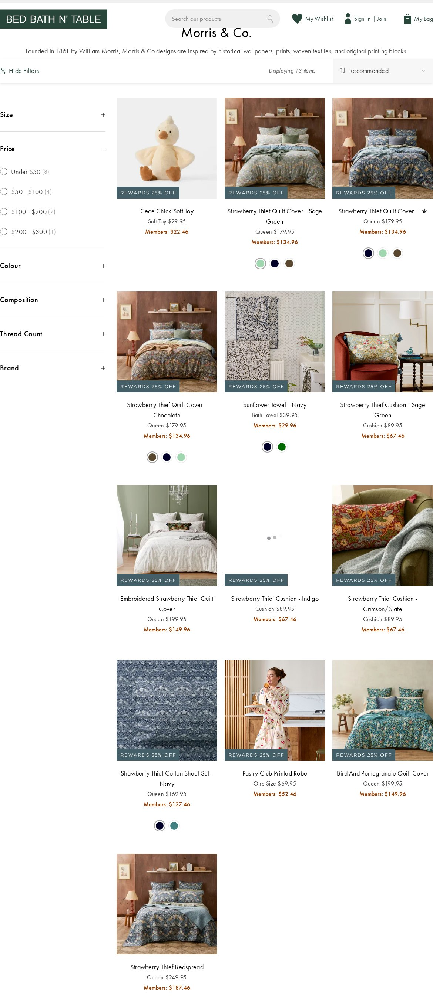 BED BATH N' TABLE
Search our products
My Wishlist
Sign In | Join
My Bag
Morris & Co.
Founded in 1861 by William Morris, Morris & Co designs are inspired by historical wallpapers, prints, woven textiles, and original printing blocks.
Hide Filters
Displaying 13 items
Recommended
Size
Price
Under $50 (8)
$50 - $100 (4)
$100 - $200 (7)
$200 - $300 (1)
Colour
Composition
Thread Count
Brand
REWARDS 25% OFF
Cece Chick Soft Toy
Soft Toy $29.95
Members: $22.46
REWARDS 25% OFF
Strawberry Thief Quilt Cover - Sage
Green
Queen $179.95
Members: $134.96
REWARDS 25% OFF
Strawberry Thief Quilt Cover - Ink
Queen $179.95
Members: $134.96
REWARDS 25% OFF
Strawberry Thief Quilt Cover -
Chocolate
Queen $179.95
Members: $134.96
REWARDS 25% OFF
Sunflower Towel - Navy
Bath Towel $39.95
Members: $29.96
REWARDS 25% OFF
Strawberry Thief Cushion - Sage
Green
Cushion $89.95
Members: $67.46
REWARDS 25% OFF
Embroidered Strawberry Thief Quilt
Cover
Queen $199.95
Members: $149.96
REWARDS 25% OFF
Strawberry Thief Cushion - Indigo
Cushion $89.95
Members: $67.46
REWARDS 25% OFF
Strawberry Thief Cushion -
Crimson/Slate
Cushion $89.95
Members: $67.46
REWARDS 25% OFF
Strawberry Thief Cotton Sheet Set -
Navy
Queen $169.95
Members: $127.46
REWARDS 25% OFF
Pastry Club Printed Robe
One Size $69.95
Members: $52.46
REWARDS 25% OFF
Bird And Pomegranate Quilt Cover
Queen $199.95
Members: $149.96
Strawberry Thief Bedspread
Queen $249.95
Members: $187.46